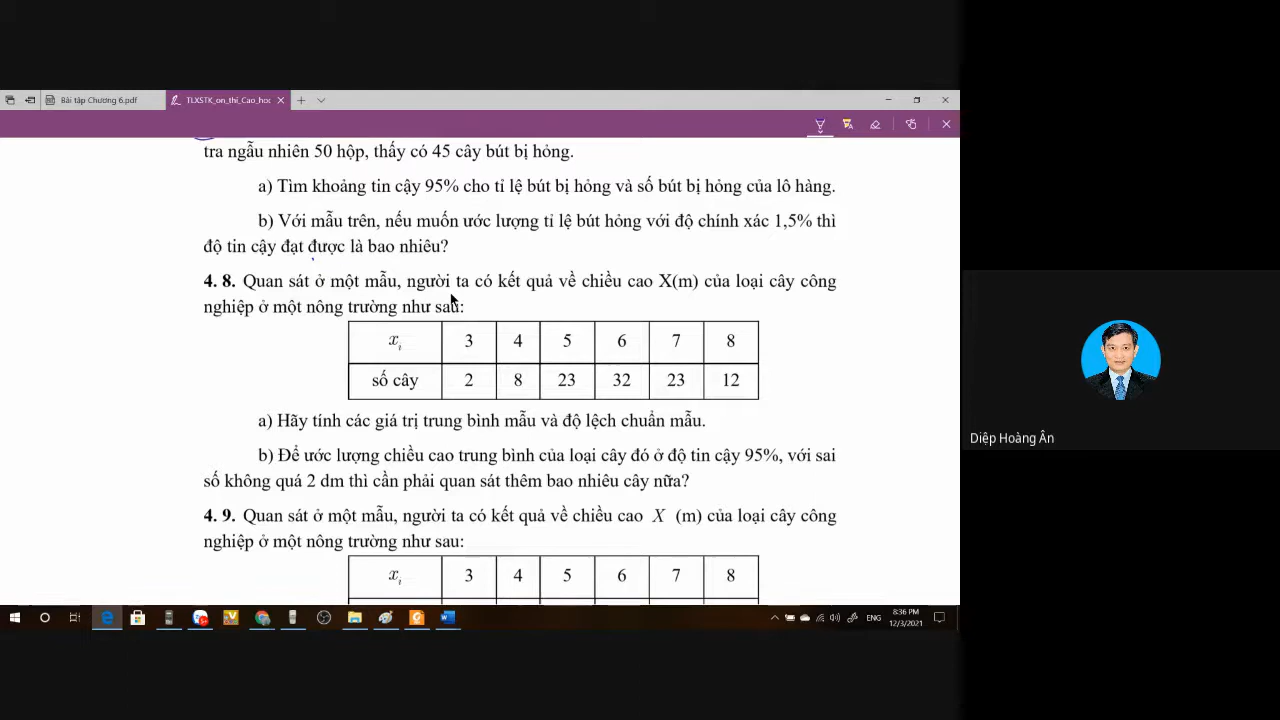 Bài tập Chương 6.pdf
TLXSTK_on_thi_Cao_học
tra ngẫu nhiên 50 hộp, thấy có 45 cây bút bị hỏng.
a) Tìm khoảng tin cậy 95% cho tỉ lệ bút bị hỏng và số bút bị hỏng của lô hàng.
b) Với mẫu trên, nếu muốn ước lượng tỉ lệ bút hỏng với độ chính xác 1,5% thì
độ tin cậy đạt được là bao nhiêu?
4. 8. Quan sát ở một mẫu, người ta có kết quả về chiều cao X(m) của loại cây công
nghiệp ở một nông trường như sau:
xi 3 4 5 6 7 8
số cây 2 8 23 32 23 12
a) Hãy tính các giá trị trung bình mẫu và độ lệch chuẩn mẫu.
b) Để ước lượng chiều cao trung bình của loại cây đó ở độ tin cậy 95%, với sai
số không quá 2 dm thì cần phải quan sát thêm bao nhiêu cây nữa?
4. 9. Quan sát ở một mẫu, người ta có kết quả về chiều cao X (m) của loại cây công
nghiệp ở một nông trường như sau:
xi 3 4 5 6 7 8
Diệp Hoàng Ân
ENG
8:36 PM
12/3/2021